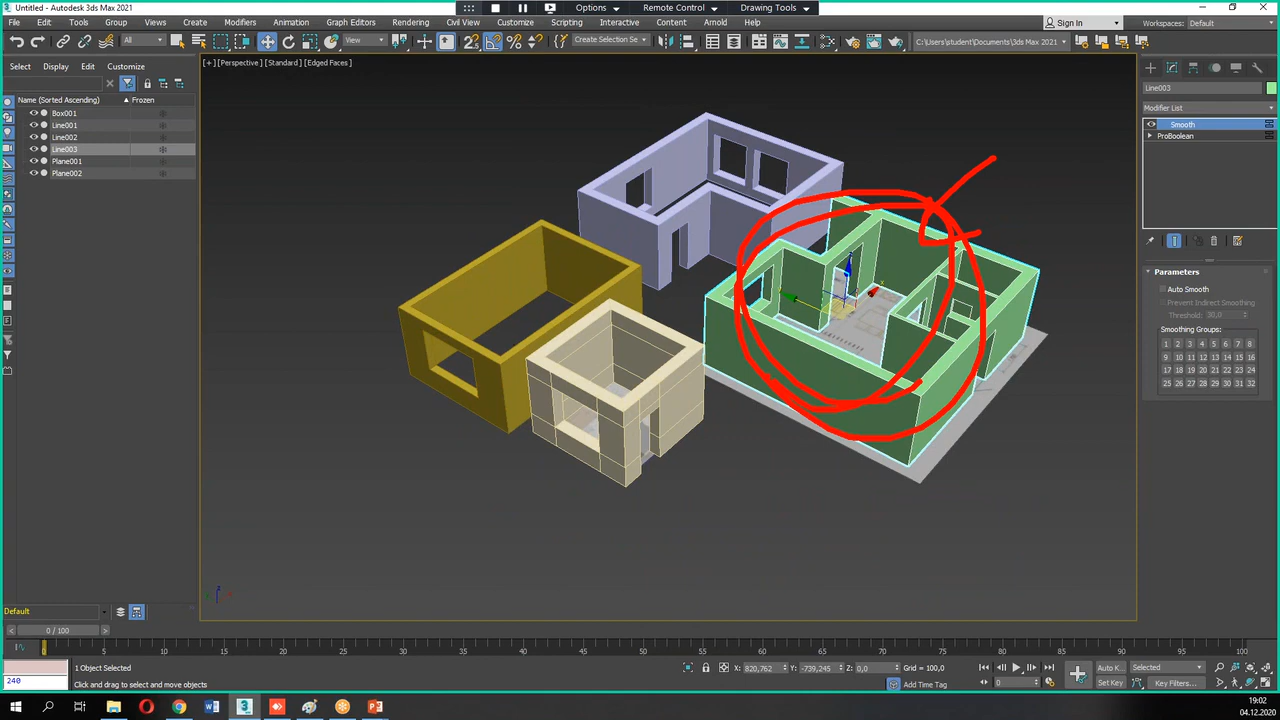 Untitled - Autodesk 3ds Max 2021
Options
Remote Control
Drawing Tools
File Edit Tools Group Views Create Modifiers Animation Graph Editors Rendering Civil View Customize Scripting Interactive Content Arnold Help
Sign In
Workspaces: Default
All
View
Create Selection Se
C:\Users\student\Documents\3ds Max 2021
Select Display Edit Customize
[+] [Perspective] [Standard] [Edged Faces]
Name (Sorted Ascending) Frozen
Box001
Line001
Line002
Line003
Plane001
Plane002
Line003
Modifier List
Smooth
ProBoolean
Parameters
Auto Smooth
Prevent Indirect Smoothing
Threshold: 30,0
Smoothing Groups:
1 2 3 4 5 6 7 8
9 10 11 12 13 14 15 16
17 18 19 20 21 22 23 24
25 26 27 28 29 30 31 32
Default
0 / 100
0 5 10 15 20 25 30 35 40 45 50 55 60 65 70 75 80 85 90 95 100
240
1 Object Selected
Click and drag to select and move objects
X: 820,762 Y: -739,245 Z: 0,0 Grid = 100,0
Add Time Tag
0
Auto K...
Selected
Set Key
Key Filters...
19:02
04.12.2020